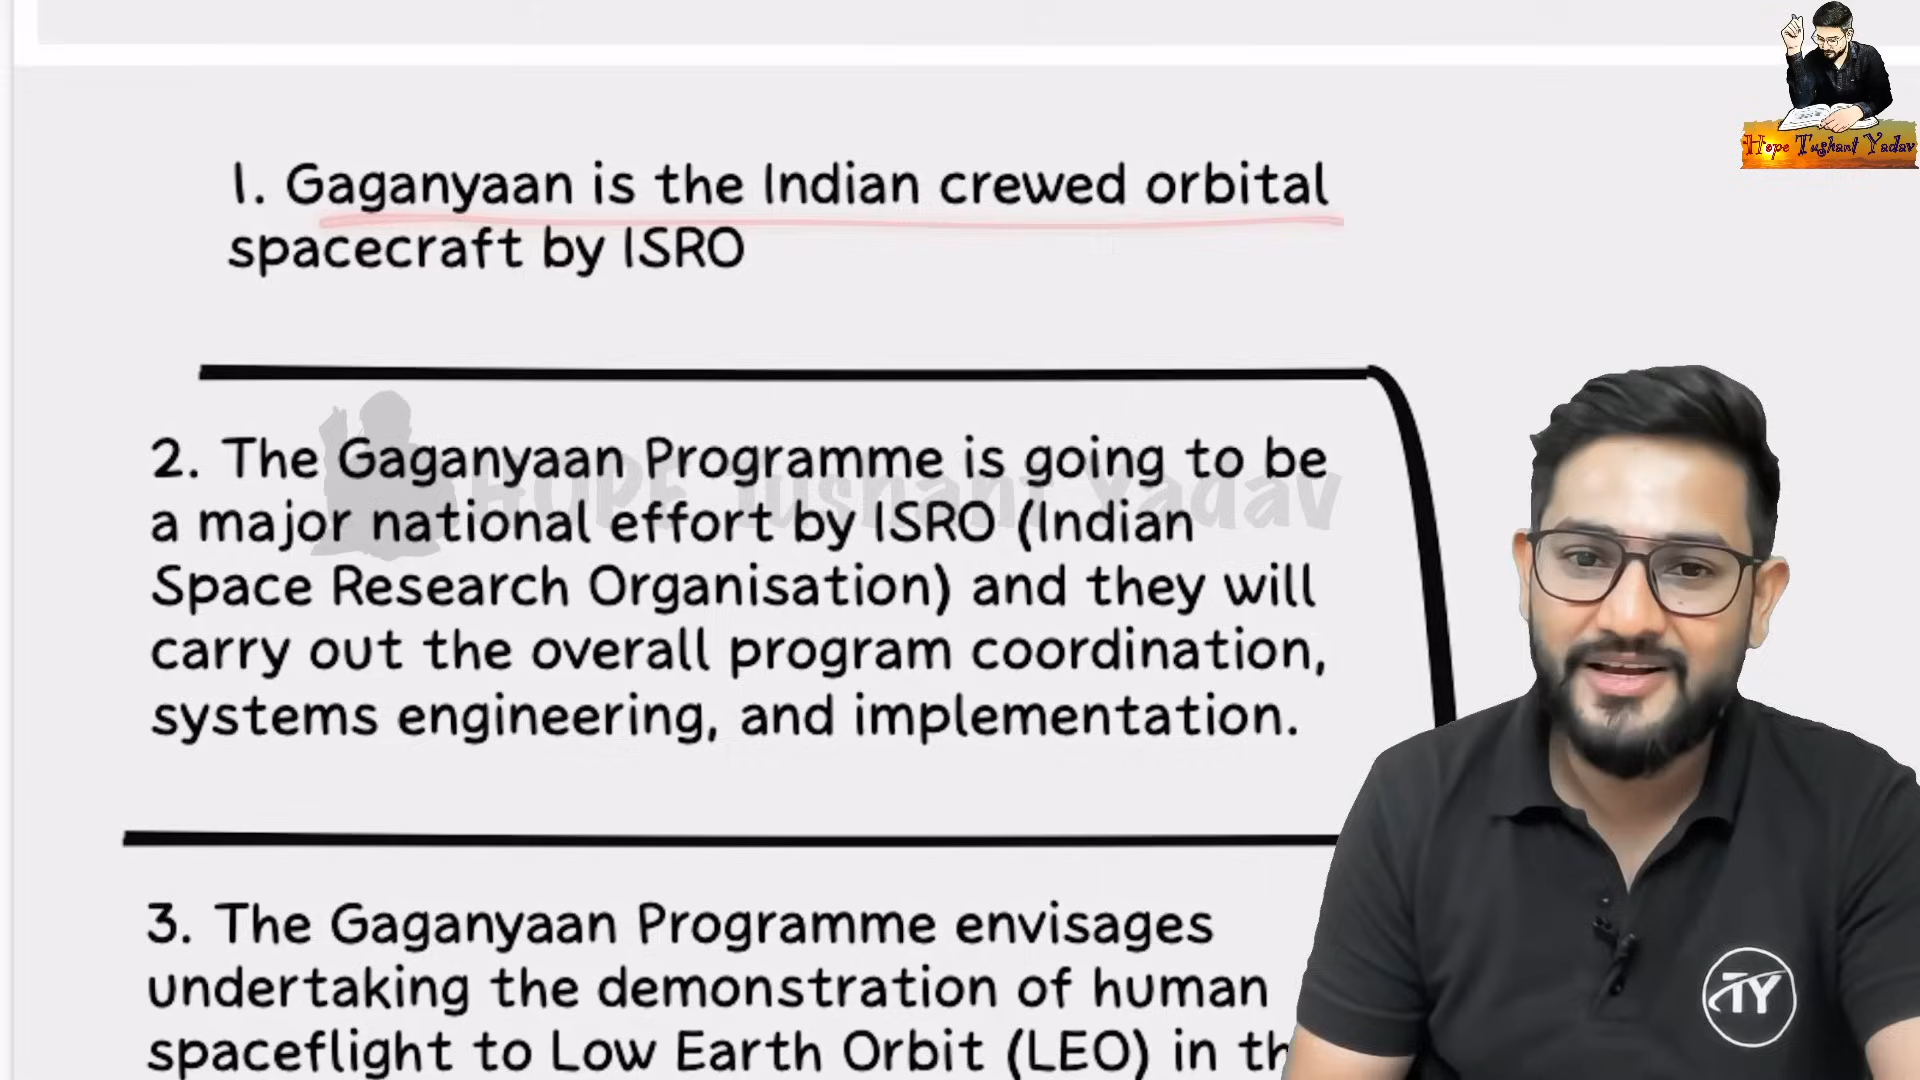 Hope Tushant Yadav
1. Gaganyaan is the Indian crewed orbital
spacecraft by ISRO
HOPE Tushant Yadav
2. The Gaganyaan Programme is going to be
a major national effort by ISRO (Indian
Space Research Organisation) and they will
carry out the overall program coordination,
systems engineering, and implementation.
3. The Gaganyaan Programme envisages
undertaking the demonstration of human
spaceflight to Low Earth Orbit (LEO) in
TY